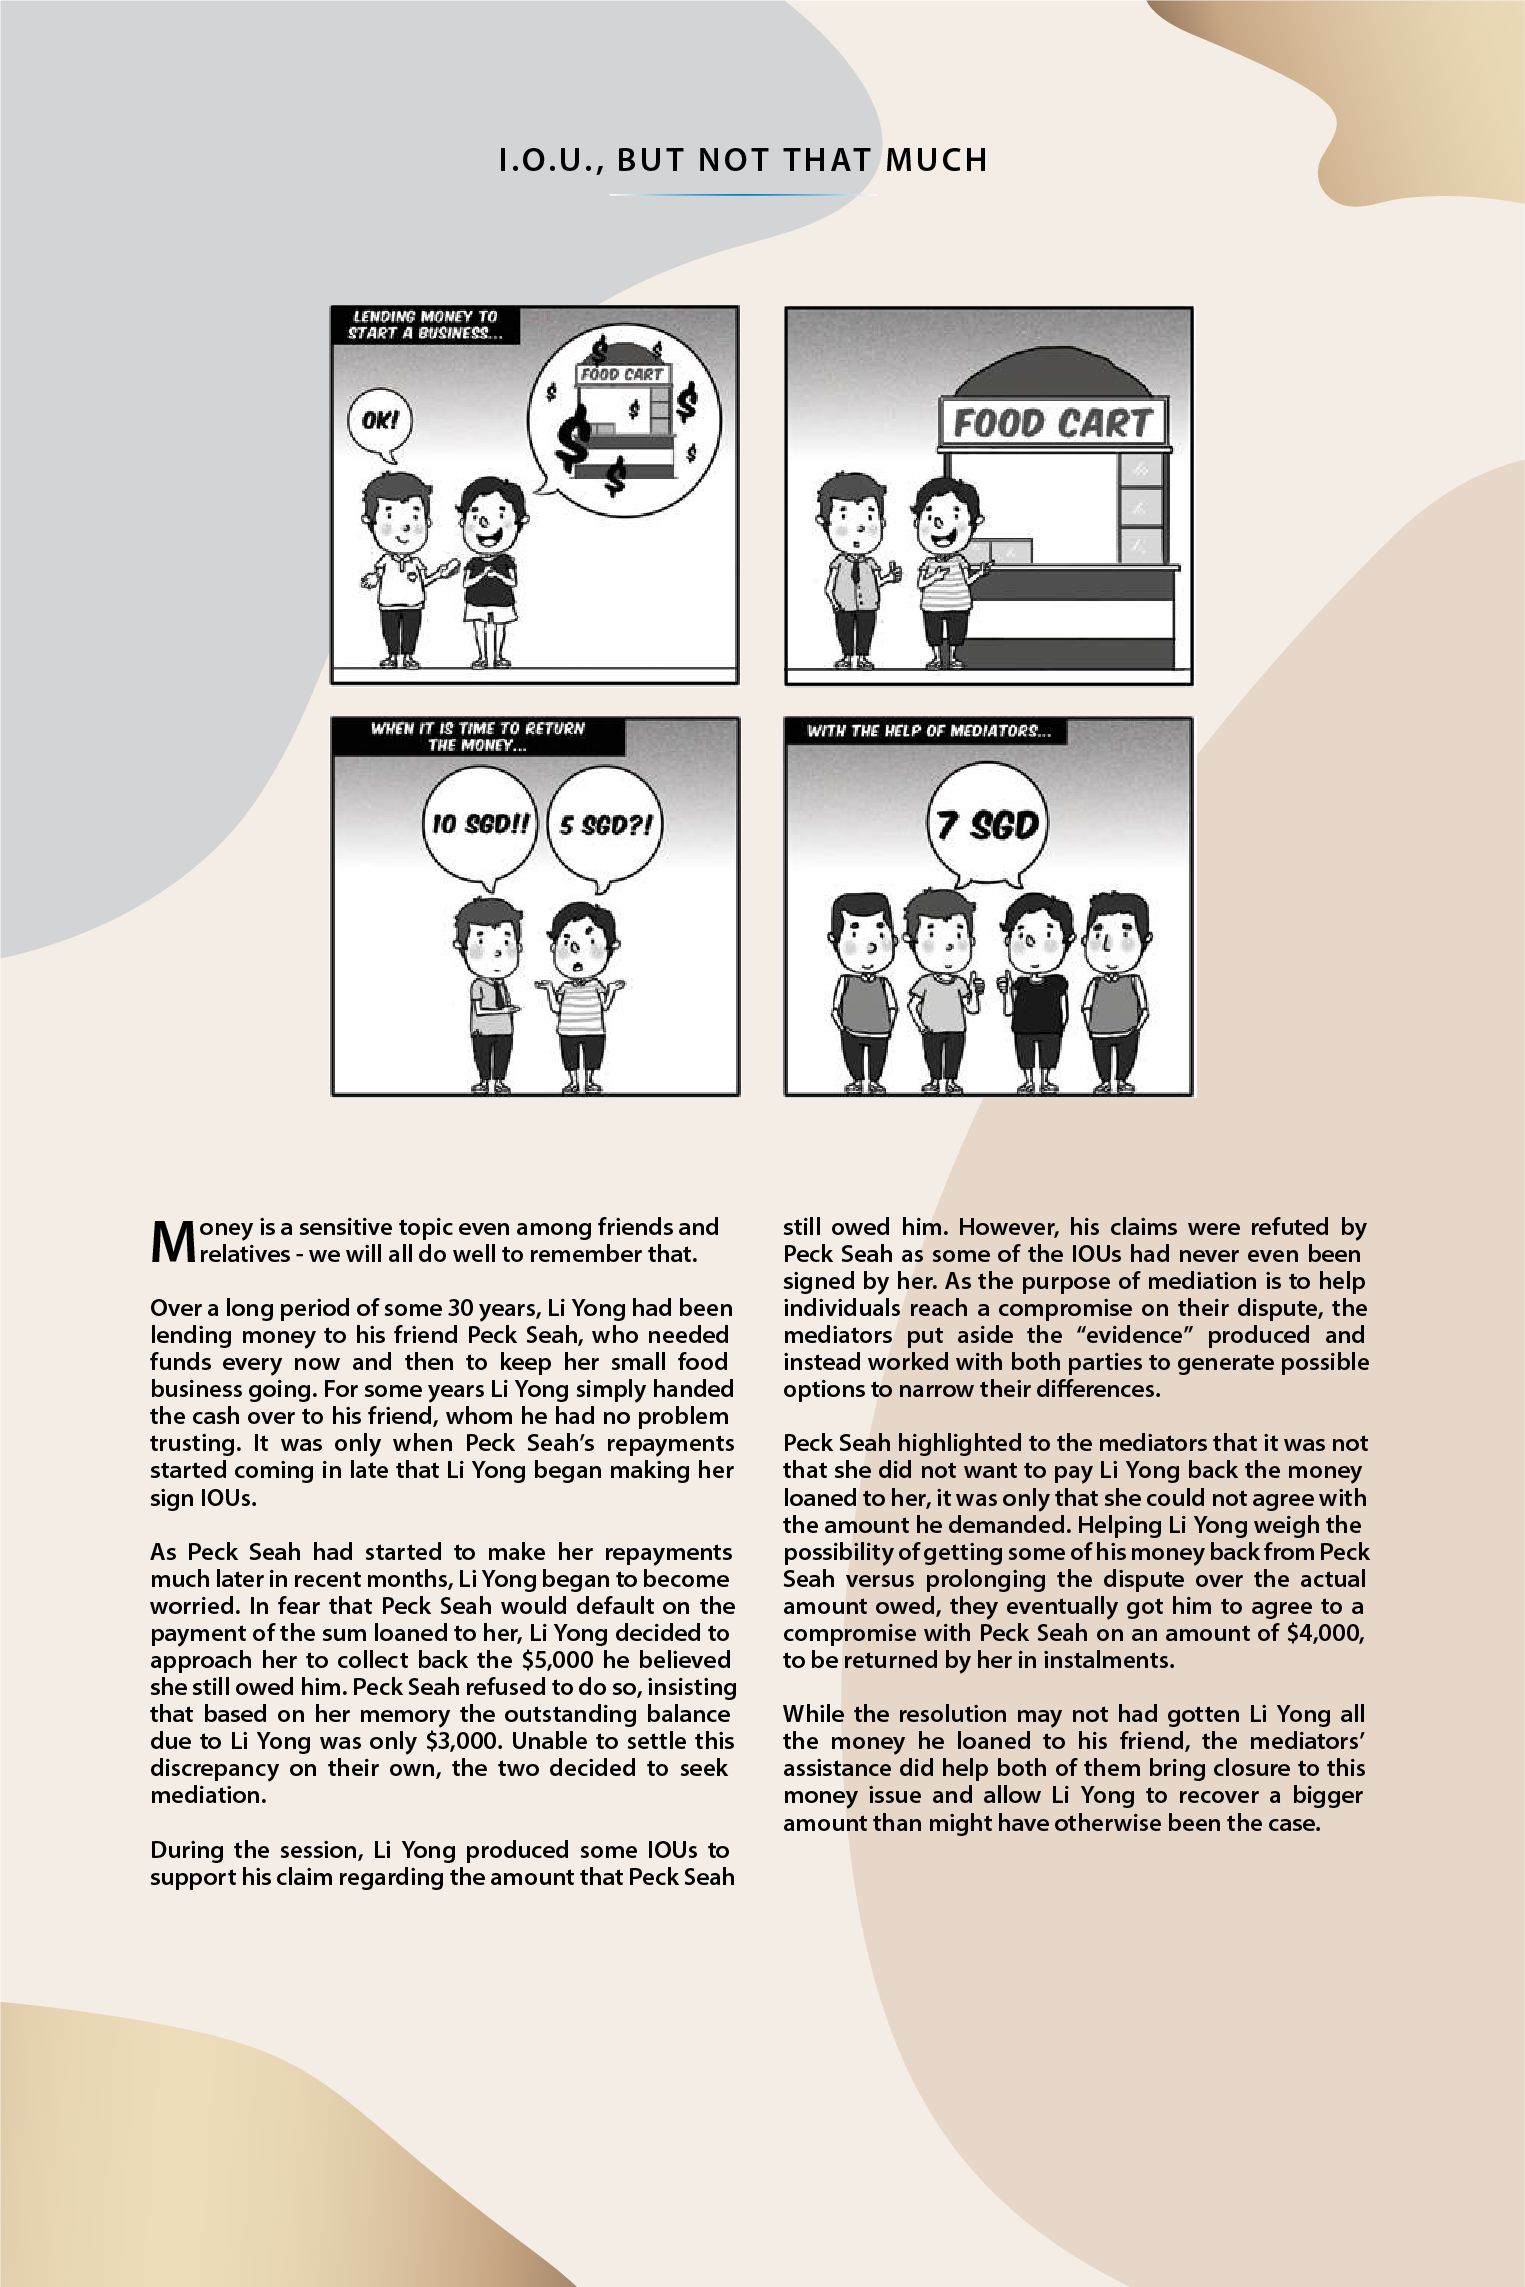 I.O.U., BUT NOT THAT MUCH
LENDING MONEY TO
START A BUSINESS...
OK!
$
$
FOOD CART
$
$
$
$
$
$
FOOD CART
WHEN IT IS TIME TO RETURN
THE MONEY...
10 SGD!!
5 SGD?!
WITH THE HELP OF MEDIATORS...
7 SGD
Money is a sensitive topic even among friends and
relatives - we will all do well to remember that.
Over a long period of some 30 years, Li Yong had been
lending money to his friend Peck Seah, who needed
funds every now and then to keep her small food
business going. For some years Li Yong simply handed
the cash over to his friend, whom he had no problem
trusting. It was only when Peck Seah's repayments
started coming in late that Li Yong began making her
sign IOUs.
As Peck Seah had started to make her repayments
much later in recent months, Li Yong began to become
worried. In fear that Peck Seah would default on the
payment of the sum loaned to her, Li Yong decided to
approach her to collect back the $5,000 he believed
she still owed him. Peck Seah refused to do so, insisting
that based on her memory the outstanding balance
due to Li Yong was only $3,000. Unable to settle this
discrepancy on their own, the two decided to seek
mediation.
During the session, Li Yong produced some IOUs to
support his claim regarding the amount that Peck Seah
still owed him. However, his claims were refuted by
Peck Seah as some of the IOUs had never even been
signed by her. As the purpose of mediation is to help
individuals reach a compromise on their dispute, the
mediators put aside the “evidence” produced and
instead worked with both parties to generate possible
options to narrow their differences.
Peck Seah highlighted to the mediators that it was not
that she did not want to pay Li Yong back the money
loaned to her, it was only that she could not agree with
the amount he demanded. Helping Li Yong weigh the
possibility of getting some of his money back from Peck
Seah versus prolonging the dispute over the actual
amount owed, they eventually got him to agree to a
compromise with Peck Seah on an amount of $4,000,
to be returned by her in instalments.
While the resolution may not had gotten Li Yong all
the money he loaned to his friend, the mediators’
assistance did help both of them bring closure to this
money issue and allow Li Yong to recover a bigger
amount than might have otherwise been the case.